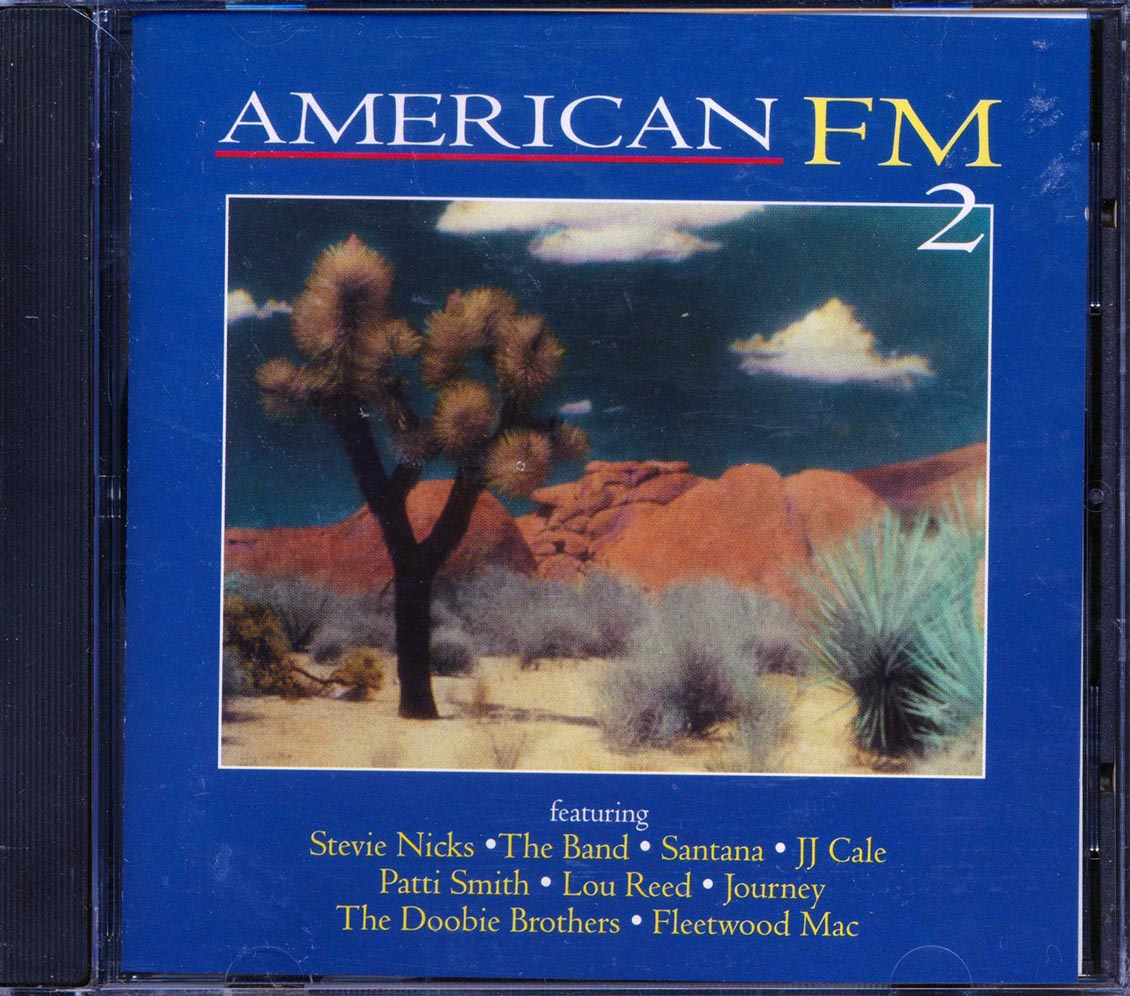 AMERICAN FM
2
featuring
Stevie Nicks • The Band • Santana • JJ Cale
Patti Smith • Lou Reed • Journey
The Doobie Brothers • Fleetwood Mac